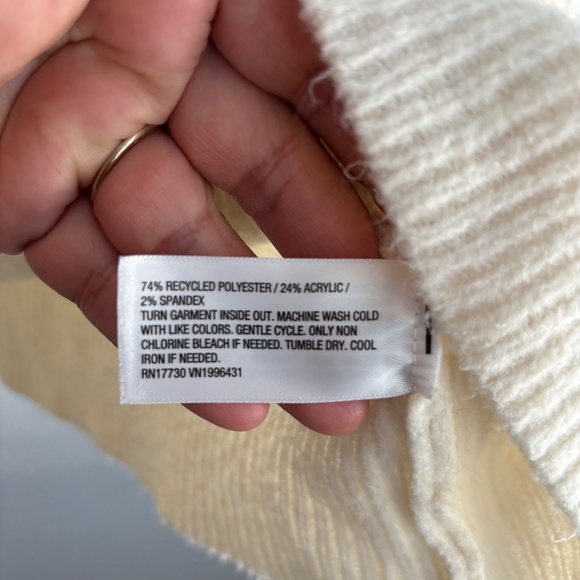 74% RECYCLED POLYESTER / 24% ACRYLIC /
2% SPANDEX
TURN GARMENT INSIDE OUT. MACHINE WASH COLD
WITH LIKE COLORS. GENTLE CYCLE. ONLY NON
CHLORINE BLEACH IF NEEDED. TUMBLE DRY. COOL
IRON IF NEEDED.
RN17730 VN1996431